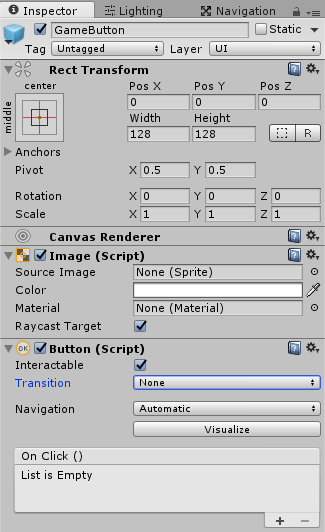 Inspector Lighting Navigation
GameButton Static
Tag Untagged Layer UI
Rect Transform
center Pos X Pos Y Pos Z
middle 0 0 0
Width Height
128 128 R
Anchors
Pivot X 0.5 Y 0.5
Rotation X 0 Y 0 Z 0
Scale X 1 Y 1 Z 1
Canvas Renderer
Image (Script)
Source Image None (Sprite)
Color
Material None (Material)
Raycast Target
OK Button (Script)
Interactable
Transition None
Navigation Automatic
Visualize
On Click ()
List is Empty
+ −